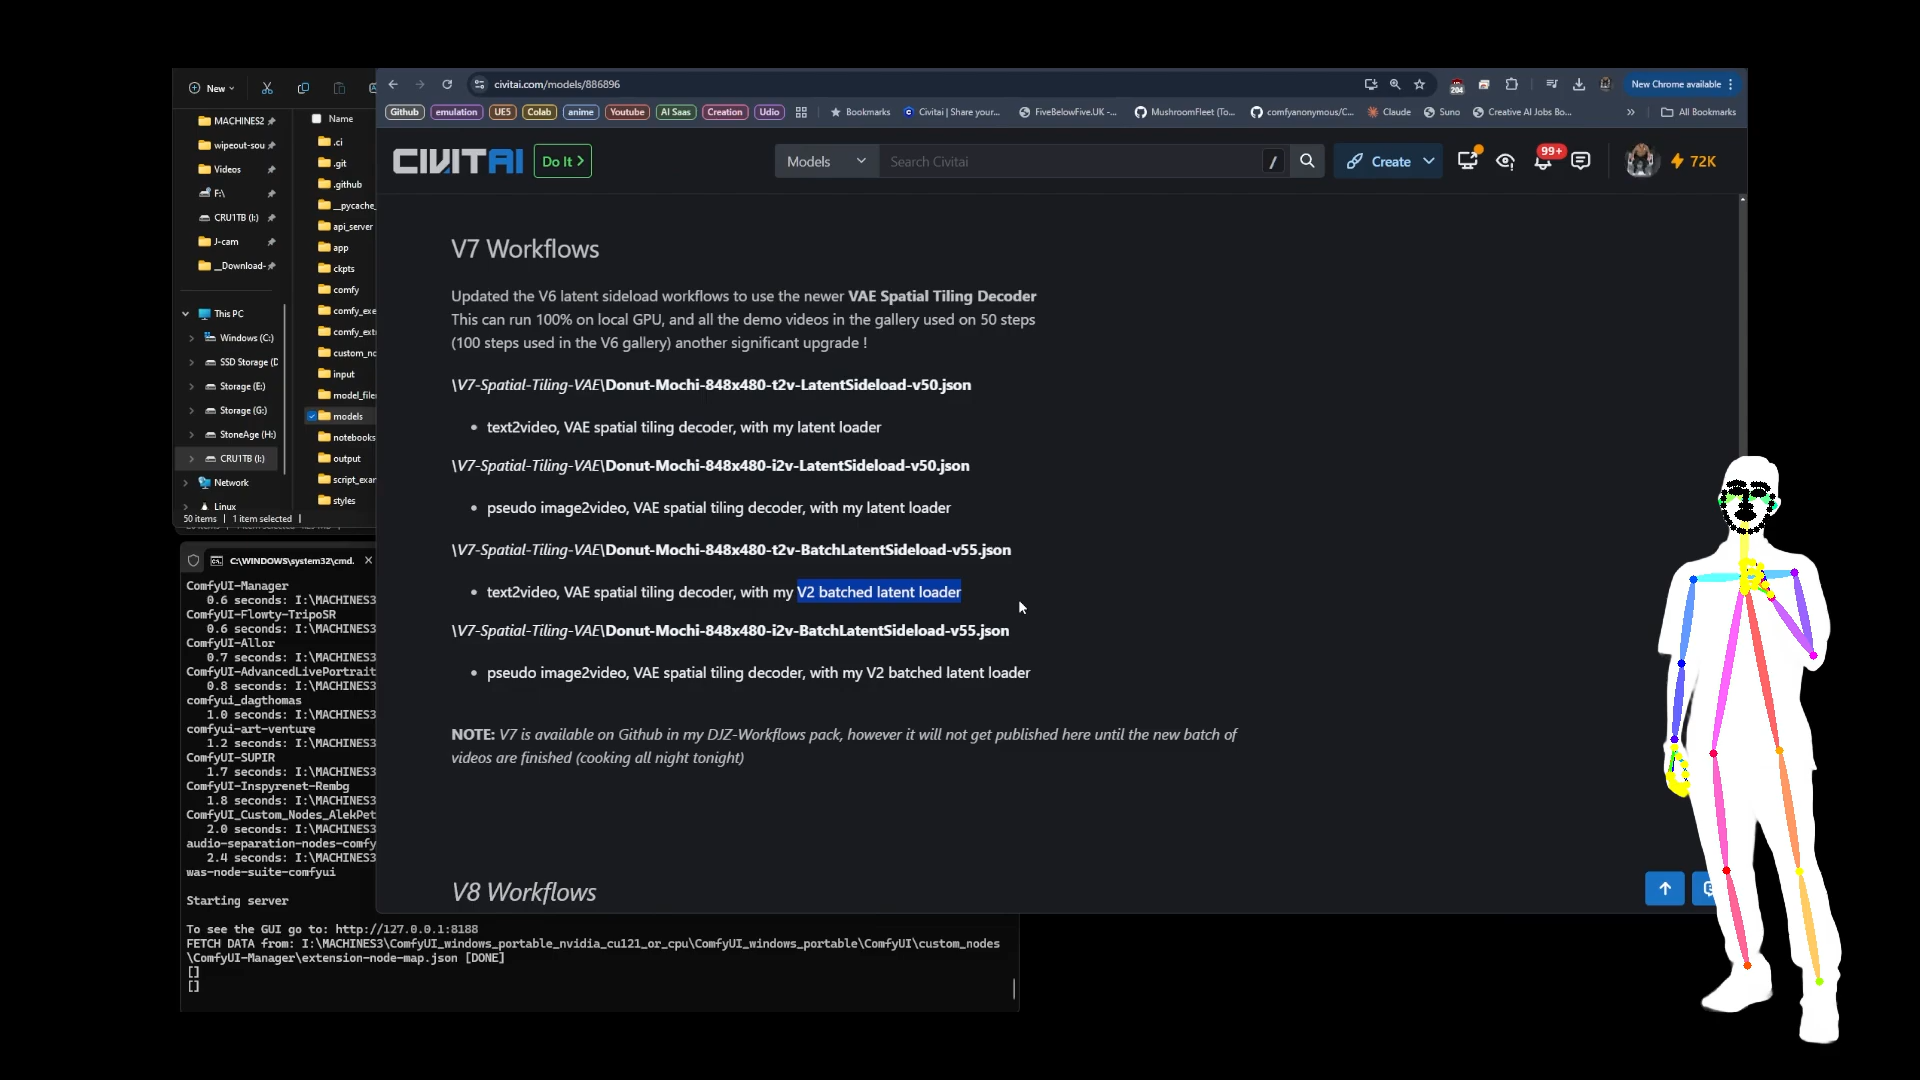 New
MACHINES2
wipeout-sou
Videos
F:\
CRU1TB (I:)
J-cam
__Download-
This PC
Windows (C:)
SSD Storage (D
Storage (E:)
Storage (G:)
StoneAge (H:)
CRU1TB (I:)
Network
Linux
50 items | 1 item selected |
Name
.ci
.git
.github
__pycache_
api_server
app
ckpts
comfy
comfy_exe
comfy_ext
custom_no
input
model_file
models
notebooks
output
script_exar
styles
civitai.com/models/886896
204
New Chrome available
Github
emulation
UE5
Colab
anime
Youtube
AI Saas
Creation
Udio
Bookmarks
Civitai | Share your...
FiveBelowFive.UK -...
MushroomFleet (To...
comfyanonymous/C...
Claude
Suno
Creative AI Jobs Bo...
»
All Bookmarks
CIVITAI
Do It >
Models
Search Civitai
/
Create
99+
72K
V7 Workflows
Updated the V6 latent sideload workflows to use the newer VAE Spatial Tiling Decoder
This can run 100% on local GPU, and all the demo videos in the gallery used on 50 steps
(100 steps used in the V6 gallery) another significant upgrade !
\V7-Spatial-Tiling-VAE\Donut-Mochi-848x480-t2v-LatentSideload-v50.json
• text2video, VAE spatial tiling decoder, with my latent loader
\V7-Spatial-Tiling-VAE\Donut-Mochi-848x480-i2v-LatentSideload-v50.json
• pseudo image2video, VAE spatial tiling decoder, with my latent loader
\V7-Spatial-Tiling-VAE\Donut-Mochi-848x480-t2v-BatchLatentSideload-v55.json
• text2video, VAE spatial tiling decoder, with my V2 batched latent loader
\V7-Spatial-Tiling-VAE\Donut-Mochi-848x480-i2v-BatchLatentSideload-v55.json
• pseudo image2video, VAE spatial tiling decoder, with my V2 batched latent loader
NOTE: V7 is available on Github in my DJZ-Workflows pack, however it will not get published here until the new batch of
videos are finished (cooking all night tonight)
V8 Workflows
C:\WINDOWS\system32\cmd.
ComfyUI-Manager
0.6 seconds: I:\MACHINES3
ComfyUI-Flowty-TripoSR
0.6 seconds: I:\MACHINES3
ComfyUI-Allor
0.7 seconds: I:\MACHINES3
ComfyUI-AdvancedLivePortrait
0.8 seconds: I:\MACHINES3
comfyui_dagthomas
1.0 seconds: I:\MACHINES3
comfyui-art-venture
1.2 seconds: I:\MACHINES3
ComfyUI-SUPIR
1.7 seconds: I:\MACHINES3
ComfyUI-Inspyrenet-Rembg
1.8 seconds: I:\MACHINES3
ComfyUI_Custom_Nodes_AlekPet
2.0 seconds: I:\MACHINES3
audio-separation-nodes-comfy
2.4 seconds: I:\MACHINES3
was-node-suite-comfyui
Starting server
To see the GUI go to: http://127.0.0.1:8188
FETCH DATA from: I:\MACHINES3\ComfyUI_windows_portable_nvidia_cu121_or_cpu\ComfyUI_windows_portable\ComfyUI\custom_nodes
\ComfyUI-Manager\extension-node-map.json [DONE]
[]
[]